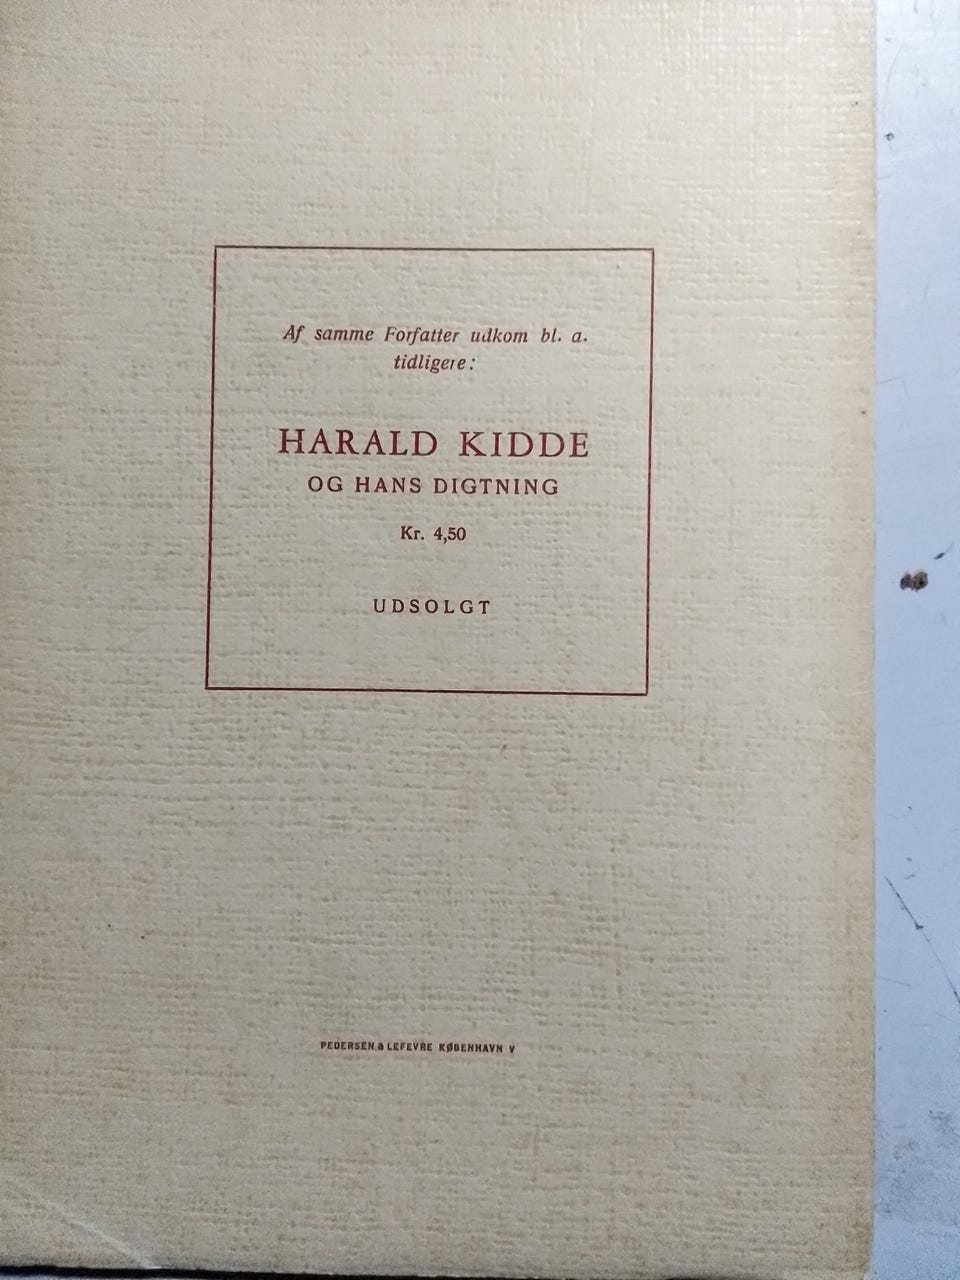 Af samme Forfatter udkom bl. a.
tidligere:
HARALD KIDDE
OG HANS DIGTNING
Kr. 4,50
UDSOLGT
PEDERSEN & LEFEVRE KØBENHAVN V